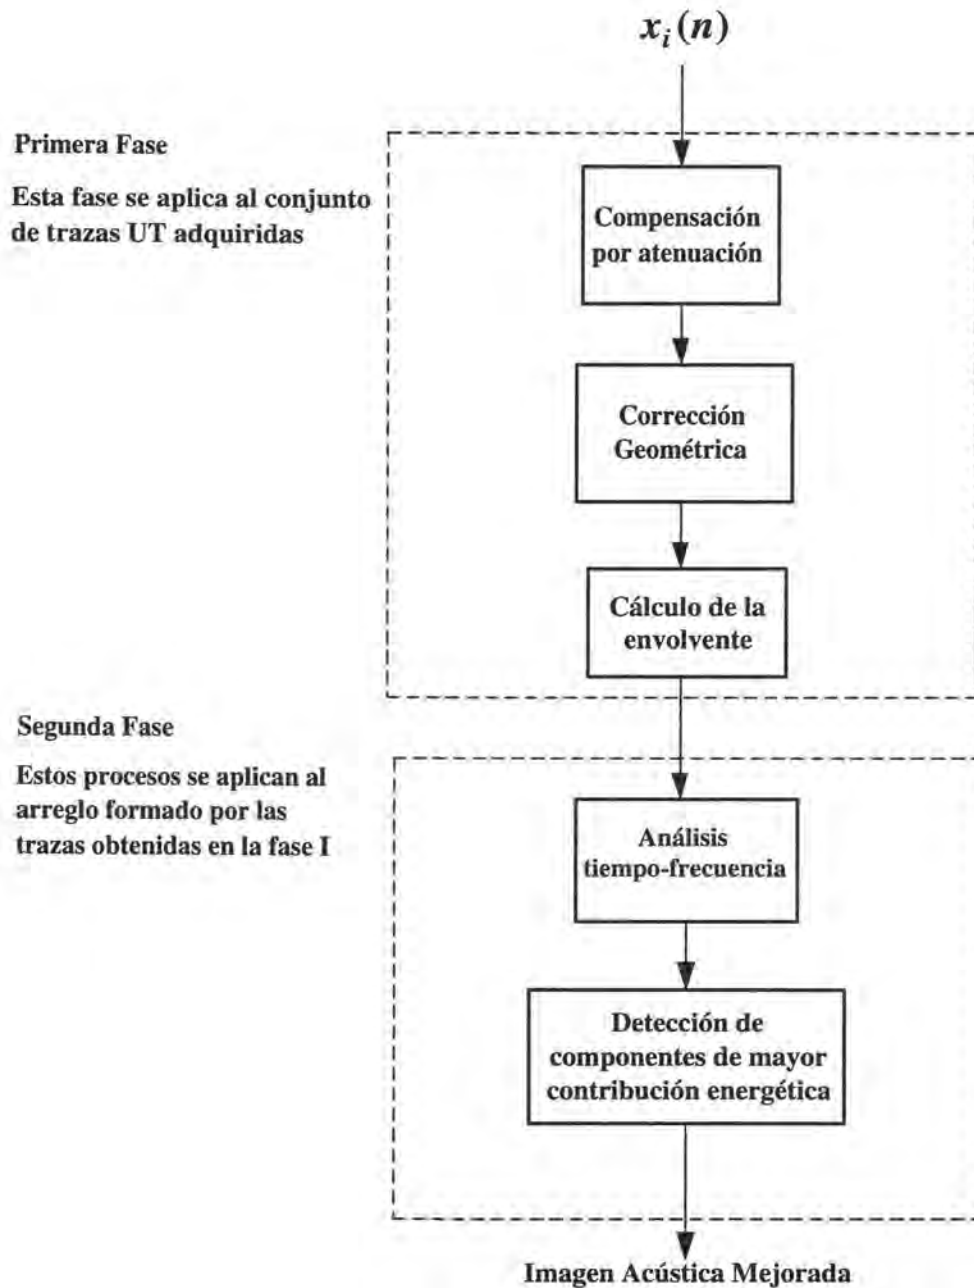 x_i(n)
Primera Fase
Esta fase se aplica al conjunto
de trazas UT adquiridas
Compensación
por atenuación
Corrección
Geométrica
Cálculo de la
envolvente
Segunda Fase
Estos procesos se aplican al
arreglo formado por las
trazas obtenidas en la fase I
Análisis
tiempo-frecuencia
Detección de
componentes de mayor
contribución energética
Imagen Acústica Mejorada